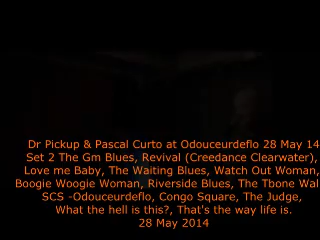 Dr Pickup & Pascal Curto at Odouceurdeflo 28 May 14
Set 2 The Gm Blues, Revival (Creedance Clearwater),
Love me Baby, The Waiting Blues, Watch Out Woman,
Boogie Woogie Woman, Riverside Blues, The Tbone Wal
SCS -Odouceurdeflo, Congo Square, The Judge,
What the hell is this?, That's the way life is.
28 May 2014